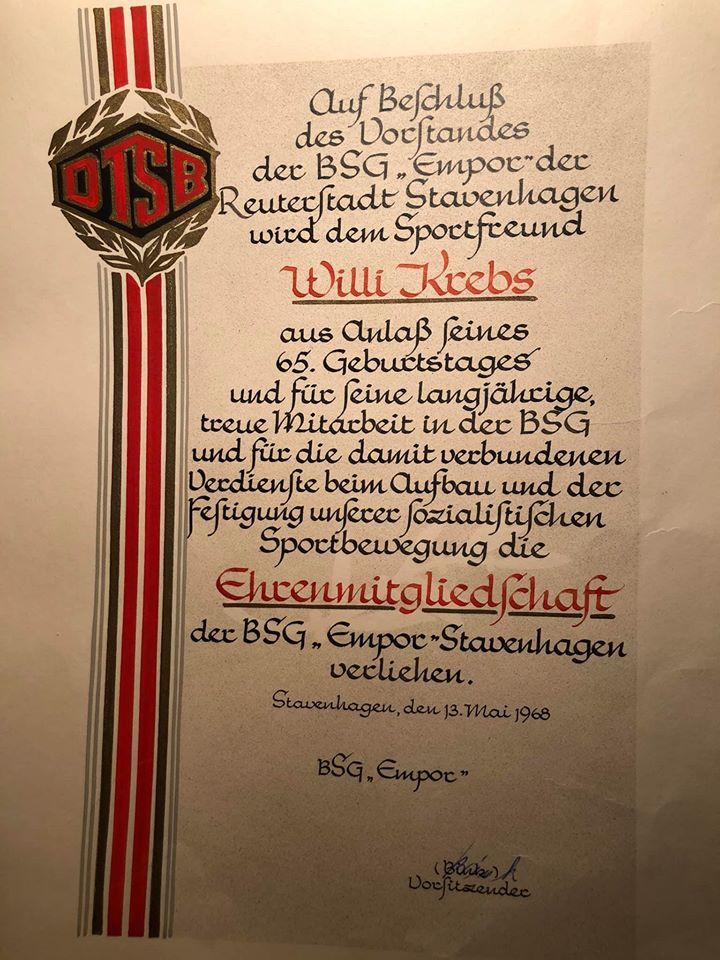 DTSB
Auf Beschluß
des Vorstandes
der BSG „Empor" der
Reuterstadt Stavenhagen
wird dem Sportfreund
Willi Krebs
aus Anlaß seines
65. Geburtstages
und für seine langjährige,
treue Mitarbeit in der BSG
und für die damit verbundenen
Verdienste beim Aufbau und der
Festigung unserer sozialistischen
Sportbewegung die
Ehrenmitgliedschaft
der BSG „Empor" Stavenhagen
verliehen.
Stavenhagen, den 13. Mai 1968
BSG „Empor"
Vorsitzender